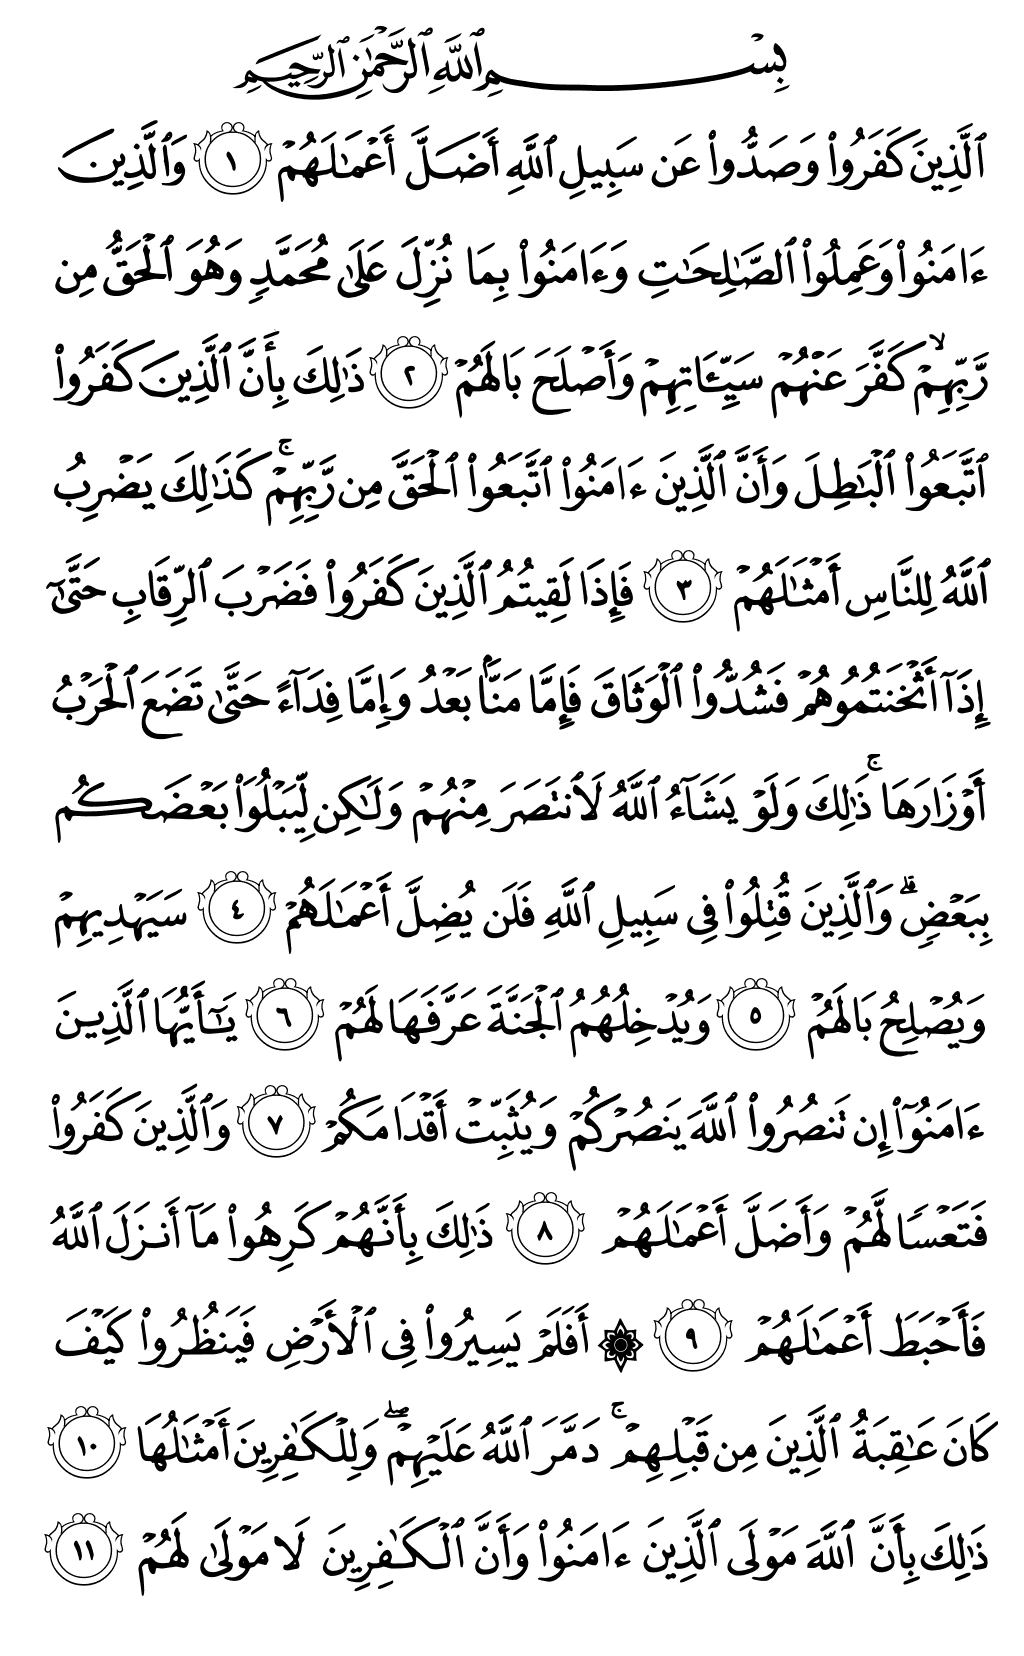 بِسْمِ ٱللَّهِ ٱلرَّحْمَٰنِ ٱلرَّحِيمِ
ٱلَّذِينَ كَفَرُوا۟ وَصَدُّوا۟ عَن سَبِيلِ ٱللَّهِ أَضَلَّ أَعْمَٰلَهُمْ ١ وَٱلَّذِينَ
ءَامَنُوا۟ وَعَمِلُوا۟ ٱلصَّٰلِحَٰتِ وَءَامَنُوا۟ بِمَا نُزِّلَ عَلَىٰ مُحَمَّدٍ وَهُوَ ٱلْحَقُّ مِن
رَّبِّهِمْ ۙ كَفَّرَ عَنْهُمْ سَيِّـَٔاتِهِمْ وَأَصْلَحَ بَالَهُمْ ٢ ذَٰلِكَ بِأَنَّ ٱلَّذِينَ كَفَرُوا۟
ٱتَّبَعُوا۟ ٱلْبَٰطِلَ وَأَنَّ ٱلَّذِينَ ءَامَنُوا۟ ٱتَّبَعُوا۟ ٱلْحَقَّ مِن رَّبِّهِمْ ۚ كَذَٰلِكَ يَضْرِبُ
ٱللَّهُ لِلنَّاسِ أَمْثَٰلَهُمْ ٣ فَإِذَا لَقِيتُمُ ٱلَّذِينَ كَفَرُوا۟ فَضَرْبَ ٱلرِّقَابِ حَتَّىٰٓ
إِذَآ أَثْخَنتُمُوهُمْ فَشُدُّوا۟ ٱلْوَثَاقَ فَإِمَّا مَنًّۢا بَعْدُ وَإِمَّا فِدَآءً حَتَّىٰ تَضَعَ ٱلْحَرْبُ
أَوْزَارَهَا ۚ ذَٰلِكَ وَلَوْ يَشَآءُ ٱللَّهُ لَٱنتَصَرَ مِنْهُمْ وَلَٰكِن لِّيَبْلُوَا۟ بَعْضَكُم
بِبَعْضٍ ۗ وَٱلَّذِينَ قُتِلُوا۟ فِى سَبِيلِ ٱللَّهِ فَلَن يُضِلَّ أَعْمَٰلَهُمْ ٤ سَيَهْدِيهِمْ
وَيُصْلِحُ بَالَهُمْ ٥ وَيُدْخِلُهُمُ ٱلْجَنَّةَ عَرَّفَهَا لَهُمْ ٦ يَٰٓأَيُّهَا ٱلَّذِينَ
ءَامَنُوٓا۟ إِن تَنصُرُوا۟ ٱللَّهَ يَنصُرْكُمْ وَيُثَبِّتْ أَقْدَامَكُمْ ٧ وَٱلَّذِينَ كَفَرُوا۟
فَتَعْسًا لَّهُمْ وَأَضَلَّ أَعْمَٰلَهُمْ ٨ ذَٰلِكَ بِأَنَّهُمْ كَرِهُوا۟ مَآ أَنزَلَ ٱللَّهُ
فَأَحْبَطَ أَعْمَٰلَهُمْ ٩ ۞ أَفَلَمْ يَسِيرُوا۟ فِى ٱلْأَرْضِ فَيَنظُرُوا۟ كَيْفَ
كَانَ عَٰقِبَةُ ٱلَّذِينَ مِن قَبْلِهِمْ ۚ دَمَّرَ ٱللَّهُ عَلَيْهِمْ ۖ وَلِلْكَٰفِرِينَ أَمْثَٰلُهَا ١٠
ذَٰلِكَ بِأَنَّ ٱللَّهَ مَوْلَى ٱلَّذِينَ ءَامَنُوا۟ وَأَنَّ ٱلْكَٰفِرِينَ لَا مَوْلَىٰ لَهُمْ ١١